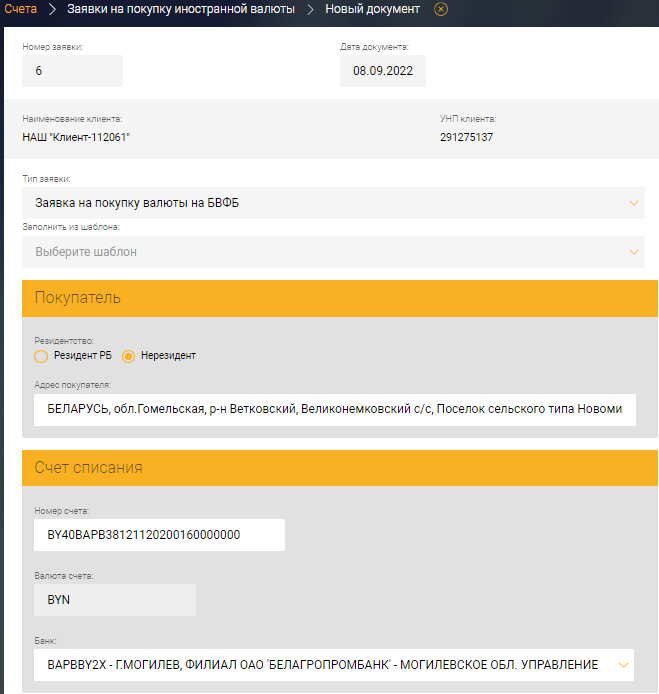 Счета > Заявки на покупку иностранной валюты > Новый документ
Номер заявки: Дата документа:
6 08.09.2022
Наименование клиента: УНП клиента:
НАШ "Клиент-112061" 291275137
Тип заявки:
Заявка на покупку валюты на БВФБ
Заполнить из шаблона:
Выберите шаблон
Покупатель
Резидентство:
Резидент РБ Нерезидент
Адрес покупателя:
БЕЛАРУСЬ, обл.Гомельская, р-н Ветковский, Великонемковский с/с, Поселок сельского типа Новоми
Счет списания
Номер счета:
BY40BAPB38121120200160000000
Валюта счета:
BYN
Банк:
BAPBBY2X - Г.МОГИЛЕВ, ФИЛИАЛ ОАО 'БЕЛАГРОПРОМБАНК' - МОГИЛЕВСКОЕ ОБЛ. УПРАВЛЕНИЕ